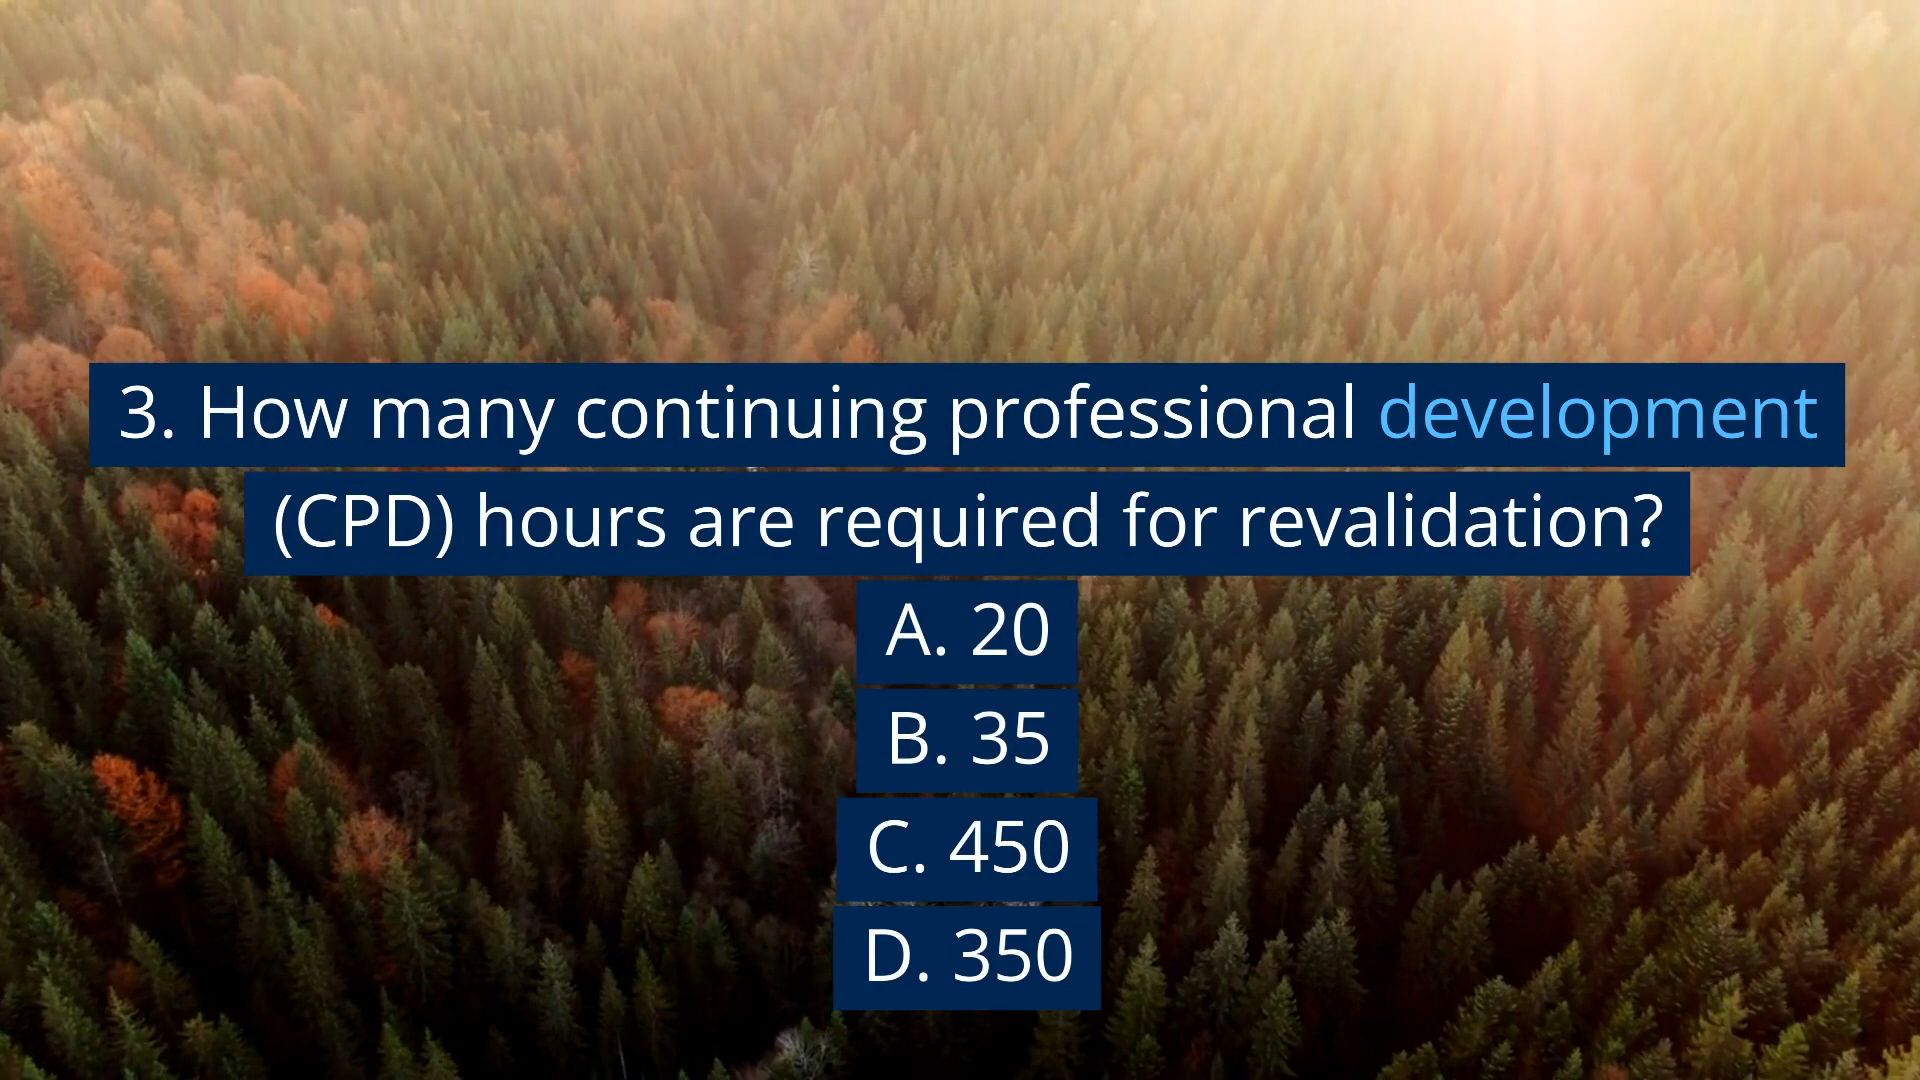 3. How many continuing professional development
(CPD) hours are required for revalidation?
A. 20
B. 35
C. 450
D. 350